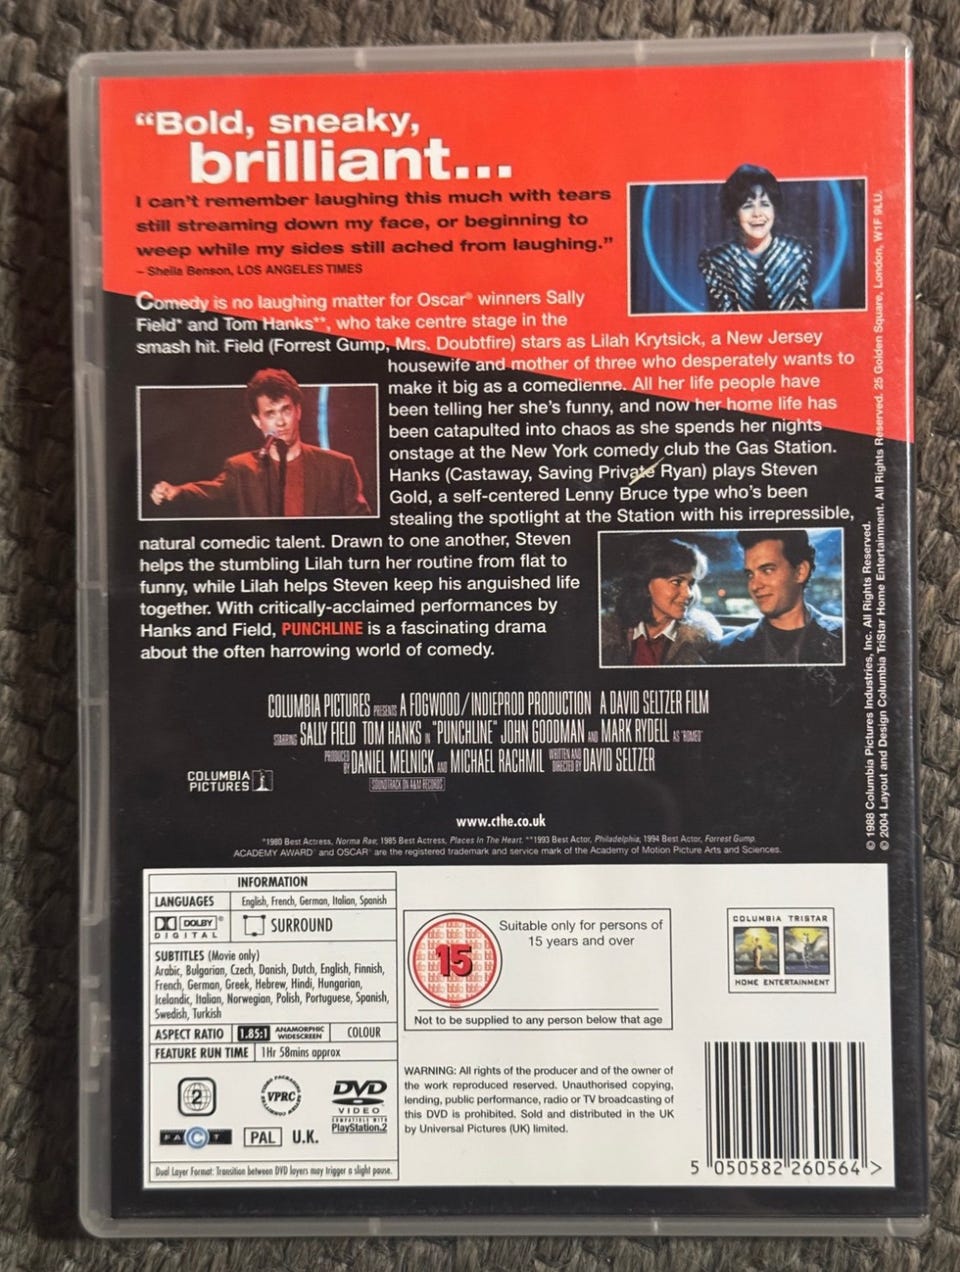 “Bold, sneaky,
brilliant...
I can't remember laughing this much with tears
still streaming down my face, or beginning to
weep while my sides still ached from laughing.”
– Sheila Benson, LOS ANGELES TIMES
Comedy is no laughing matter for Oscar® winners Sally
Field* and Tom Hanks**, who take centre stage in the
smash hit. Field (Forrest Gump, Mrs. Doubtfire) stars as Lilah Krytsick, a New Jersey
housewife and mother of three who desperately wants to
make it big as a comedienne. All her life people have
been telling her she's funny, and now her home life has
been catapulted into chaos as she spends her nights
onstage at the New York comedy club the Gas Station.
Hanks (Castaway, Saving Private Ryan) plays Steven
Gold, a self-centered Lenny Bruce type who's been
stealing the spotlight at the Station with his irrepressible,
natural comedic talent. Drawn to one another, Steven
helps the stumbling Lilah turn her routine from flat to
funny, while Lilah helps Steven keep his anguished life
together. With critically-acclaimed performances by
Hanks and Field, PUNCHLINE is a fascinating drama
about the often harrowing world of comedy.
COLUMBIA PICTURES PRESENTS A FOGWOOD/INDIEPROD PRODUCTION A DAVID SELTZER FILM
STARRING SALLY FIELD TOM HANKS IN "PUNCHLINE" JOHN GOODMAN AND MARK RYDELL AS 'ROMEO'
PRODUCED BY DANIEL MELNICK AND MICHAEL RACHMIL WRITTEN AND DIRECTED BY DAVID SELTZER
SOUNDTRACK ON A&M RECORDS
COLUMBIA
PICTURES
www.cthe.co.uk
*1980 Best Actress, Norma Rae; 1985 Best Actress, Places In The Heart. **1993 Best Actor, Philadelphia; 1994 Best Actor, Forrest Gump.
ACADEMY AWARD® and OSCAR® are the registered trademark and service mark of the Academy of Motion Picture Arts and Sciences.
© 1988 Columbia Pictures Industries, Inc. All Rights Reserved.
© 2004 Layout and Design Columbia TriStar Home Entertainment. All Rights Reserved. 25 Golden Square, London, W1F 9LU.
INFORMATION
LANGUAGES English, French, German, Italian, Spanish
DOLBY®
DIGITAL
SURROUND
SUBTITLES (Movie only)
Arabic, Bulgarian, Czech, Danish, Dutch, English, Finnish,
French, German, Greek, Hebrew, Hindi, Hungarian,
Icelandic, Italian, Norwegian, Polish, Portuguese, Spanish,
Swedish, Turkish
ASPECT RATIO 1.85:1 ANAMORPHIC WIDESCREEN COLOUR
FEATURE RUN TIME 1Hr 58mins approx
2
VPRC
DVD
VIDEO
COMPATIBLE WITH
PlayStation.2
FACT
PAL
U.K.
Dual Layer Format: Transition between DVD layers may trigger a slight pause.
15
Suitable only for persons of
15 years and over
Not to be supplied to any person below that age
WARNING: All rights of the producer and of the owner of
the work reproduced reserved. Unauthorised copying,
lending, public performance, radio or TV broadcasting of
this DVD is prohibited. Sold and distributed in the UK
by Universal Pictures (UK) limited.
COLUMBIA TRISTAR
HOME ENTERTAINMENT
5 050582 260564 >